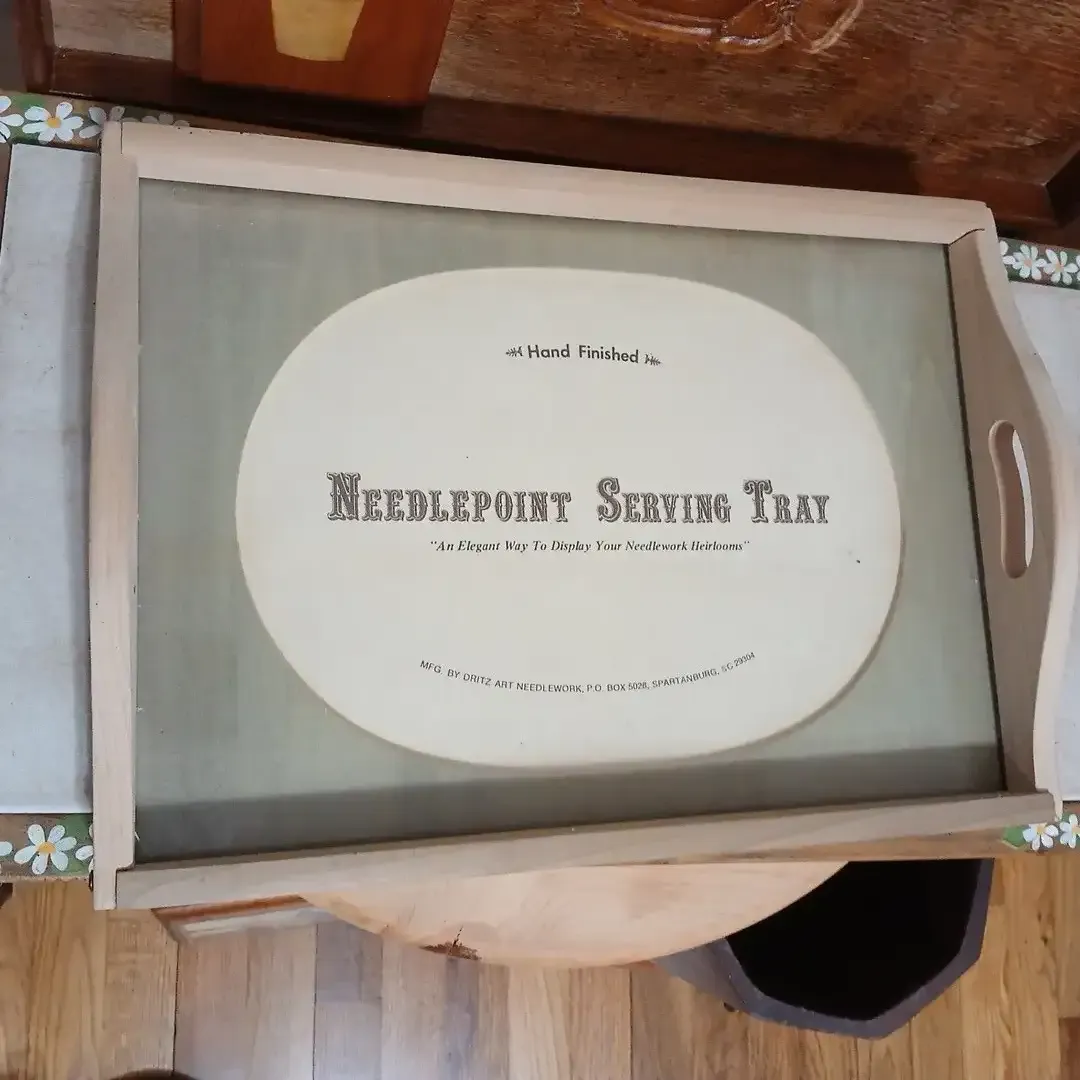 Hand Finished
NEEDLEPOINT SERVING TRAY
"An Elegant Way To Display Your Needlework Heirlooms"
MFG. BY DRITZ ART NEEDLEWORK, P.O. BOX 5028, SPARTANBURG, SC 29304